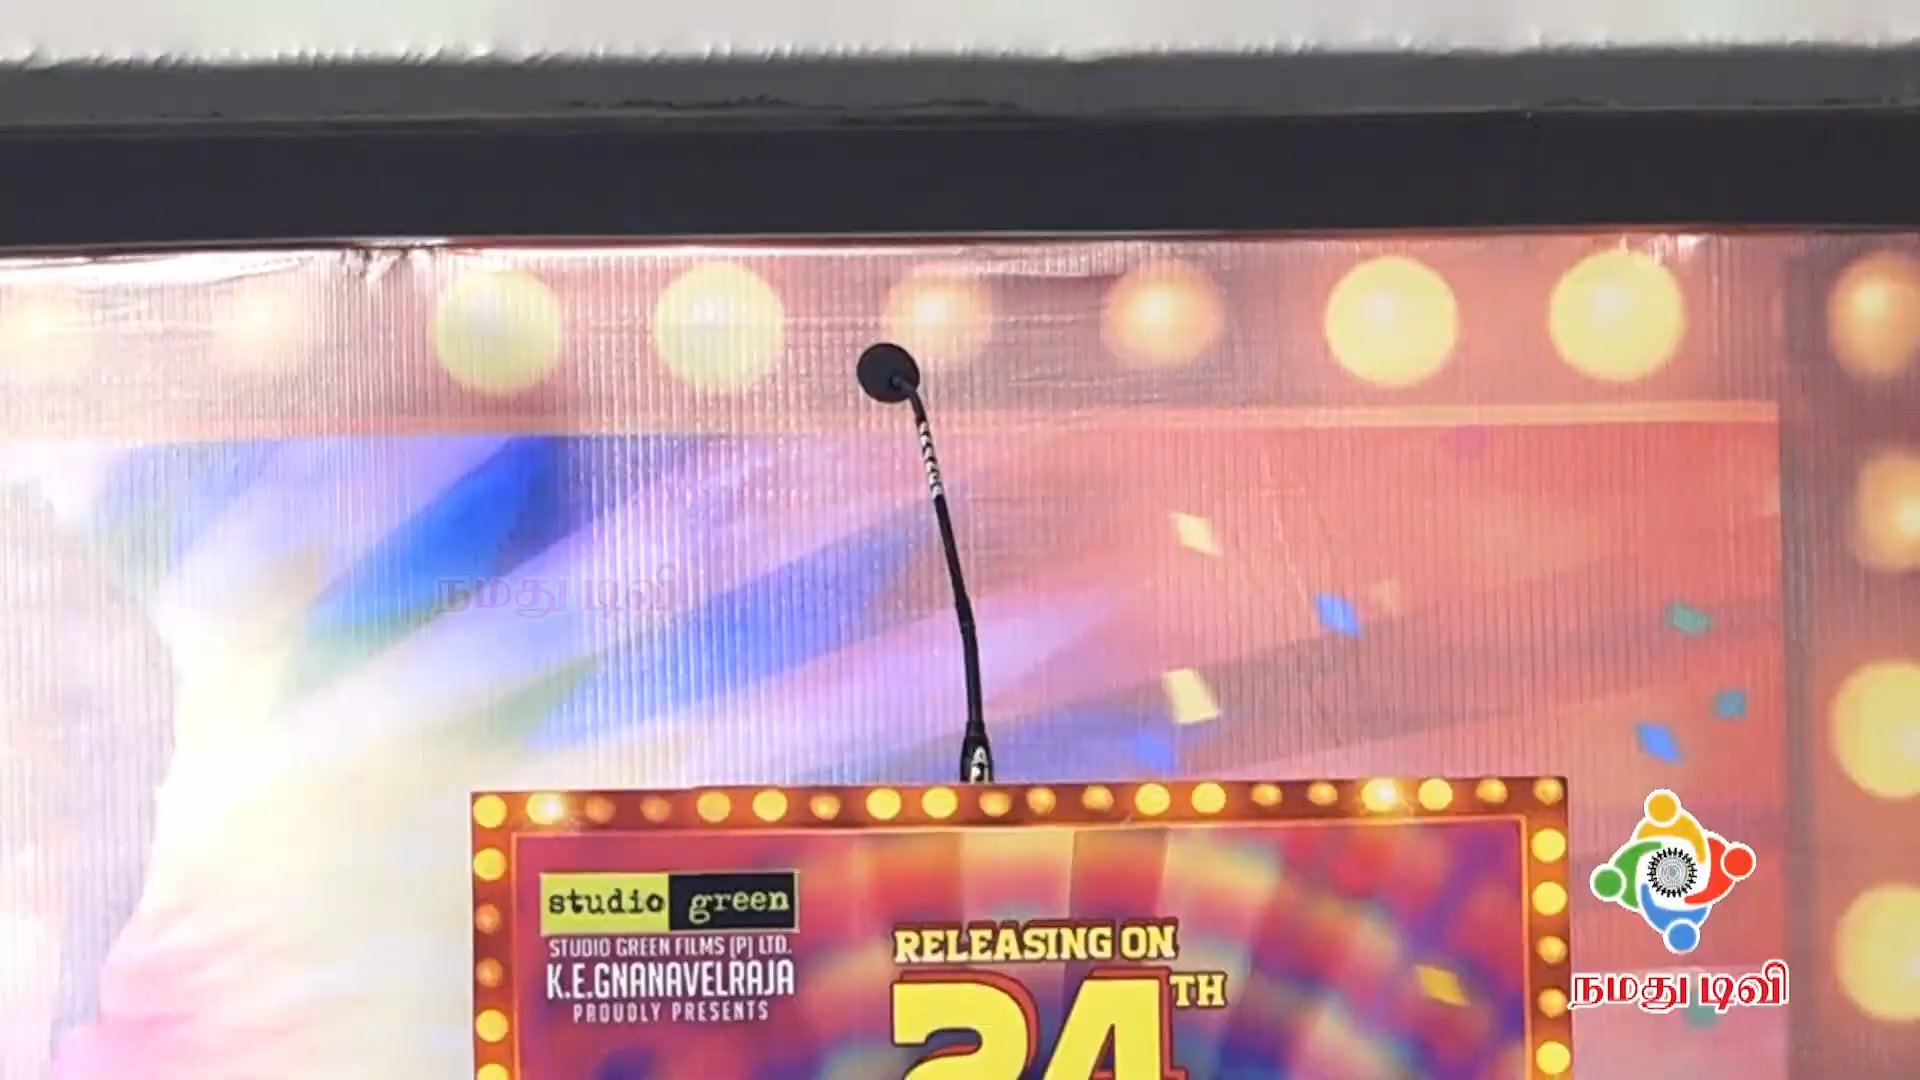 நமது டிவி
studio green
STUDIO GREEN FILMS (P) LTD.
K.E.GNANAVELRAJA
PROUDLY PRESENTS
RELEASING ON
24TH
நமது டிவி